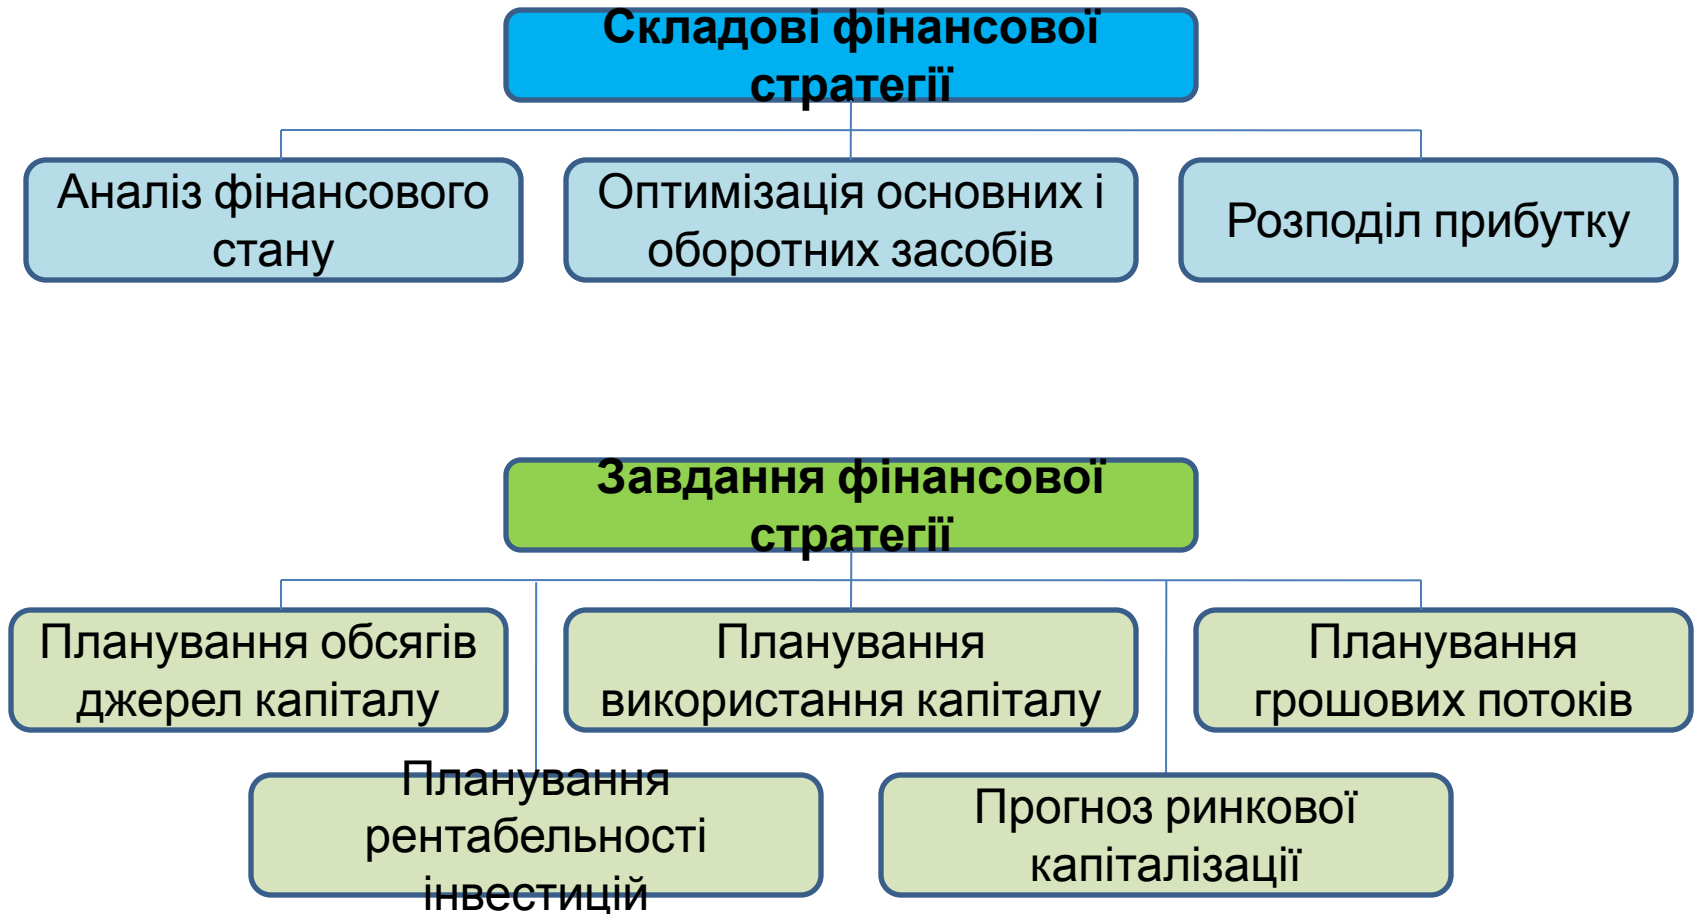 Складові фінансової
стратегії
Аналіз фінансового
стану
Оптимізація основних і
оборотних засобів
Розподіл прибутку
Завдання фінансової
стратегії
Планування обсягів
джерел капіталу
Планування
використання капіталу
Планування
грошових потоків
Планування
рентабельності
інвестицій
Прогноз ринкової
капіталізації